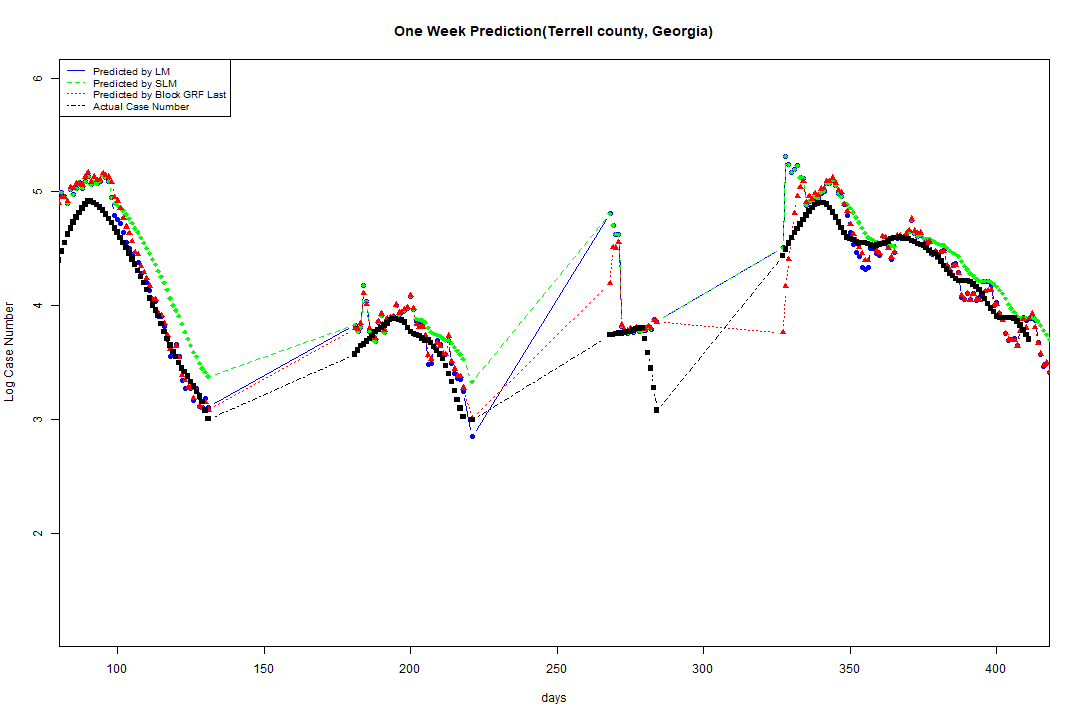 One Week Prediction(Terrell county, Georgia)
Predicted by LM
Predicted by SLM
Predicted by Block GRF Last
Actual Case Number
6
5
4
3
2
Log Case Number
100 150 200 250 300 350 400
days